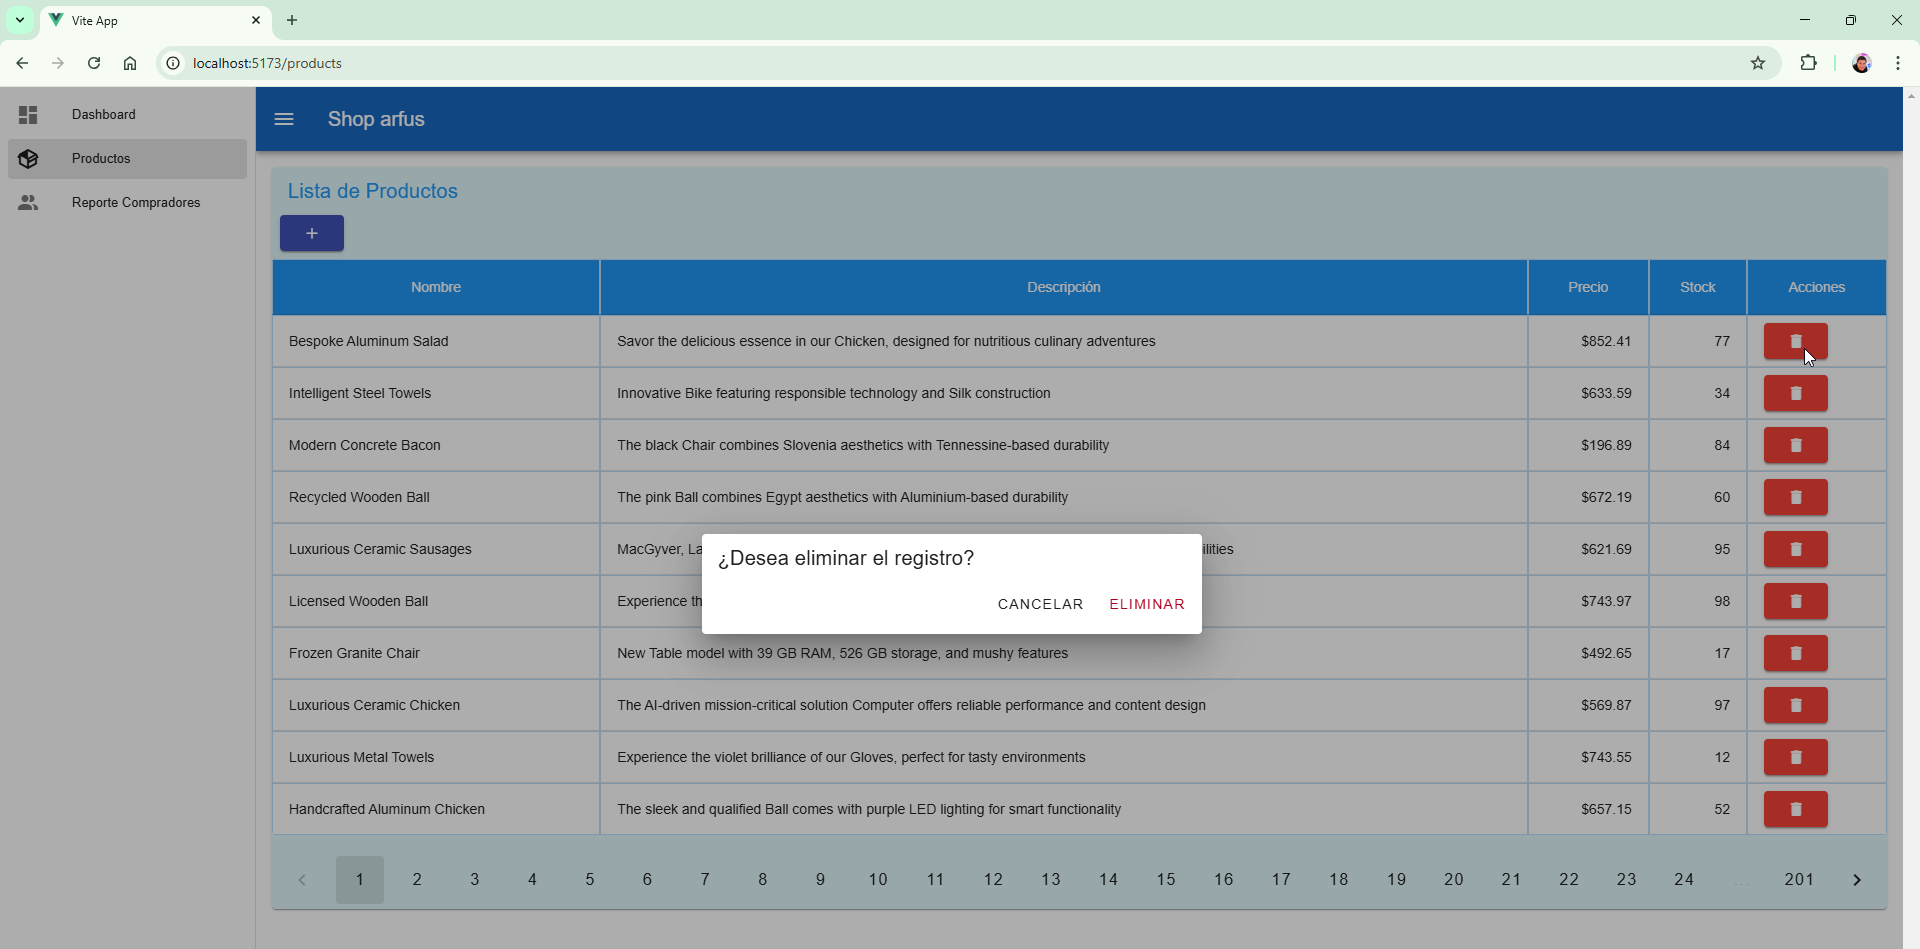 Vite App
localhost:5173/products
Dashboard
Productos
Reporte Compradores
Shop arfus
Lista de Productos
+
Nombre Descripción Precio Stock Acciones
Bespoke Aluminum Salad Savor the delicious essence in our Chicken, designed for nutritious culinary adventures $852.41 77
Intelligent Steel Towels Innovative Bike featuring responsible technology and Silk construction $633.59 34
Modern Concrete Bacon The black Chair combines Slovenia aesthetics with Tennessine-based durability $196.89 84
Recycled Wooden Ball The pink Ball combines Egypt aesthetics with Aluminium-based durability $672.19 60
Luxurious Ceramic Sausages MacGyver, $621.69 95
Licensed Wooden Ball Experience $743.97 98
Frozen Granite Chair New Table model with 39 GB RAM, 526 GB storage, and mushy features $492.65 17
Luxurious Ceramic Chicken The AI-driven mission-critical solution Computer offers reliable performance and content design $569.87 97
Luxurious Metal Towels Experience the violet brilliance of our Gloves, perfect for tasty environments $743.55 12
Handcrafted Aluminum Chicken The sleek and qualified Ball comes with purple LED lighting for smart functionality $657.15 52
¿Desea eliminar el registro?
CANCELAR ELIMINAR
1 2 3 4 5 6 7 8 9 10 11 12 13 14 15 16 17 18 19 20 21 22 23 24 ... 201